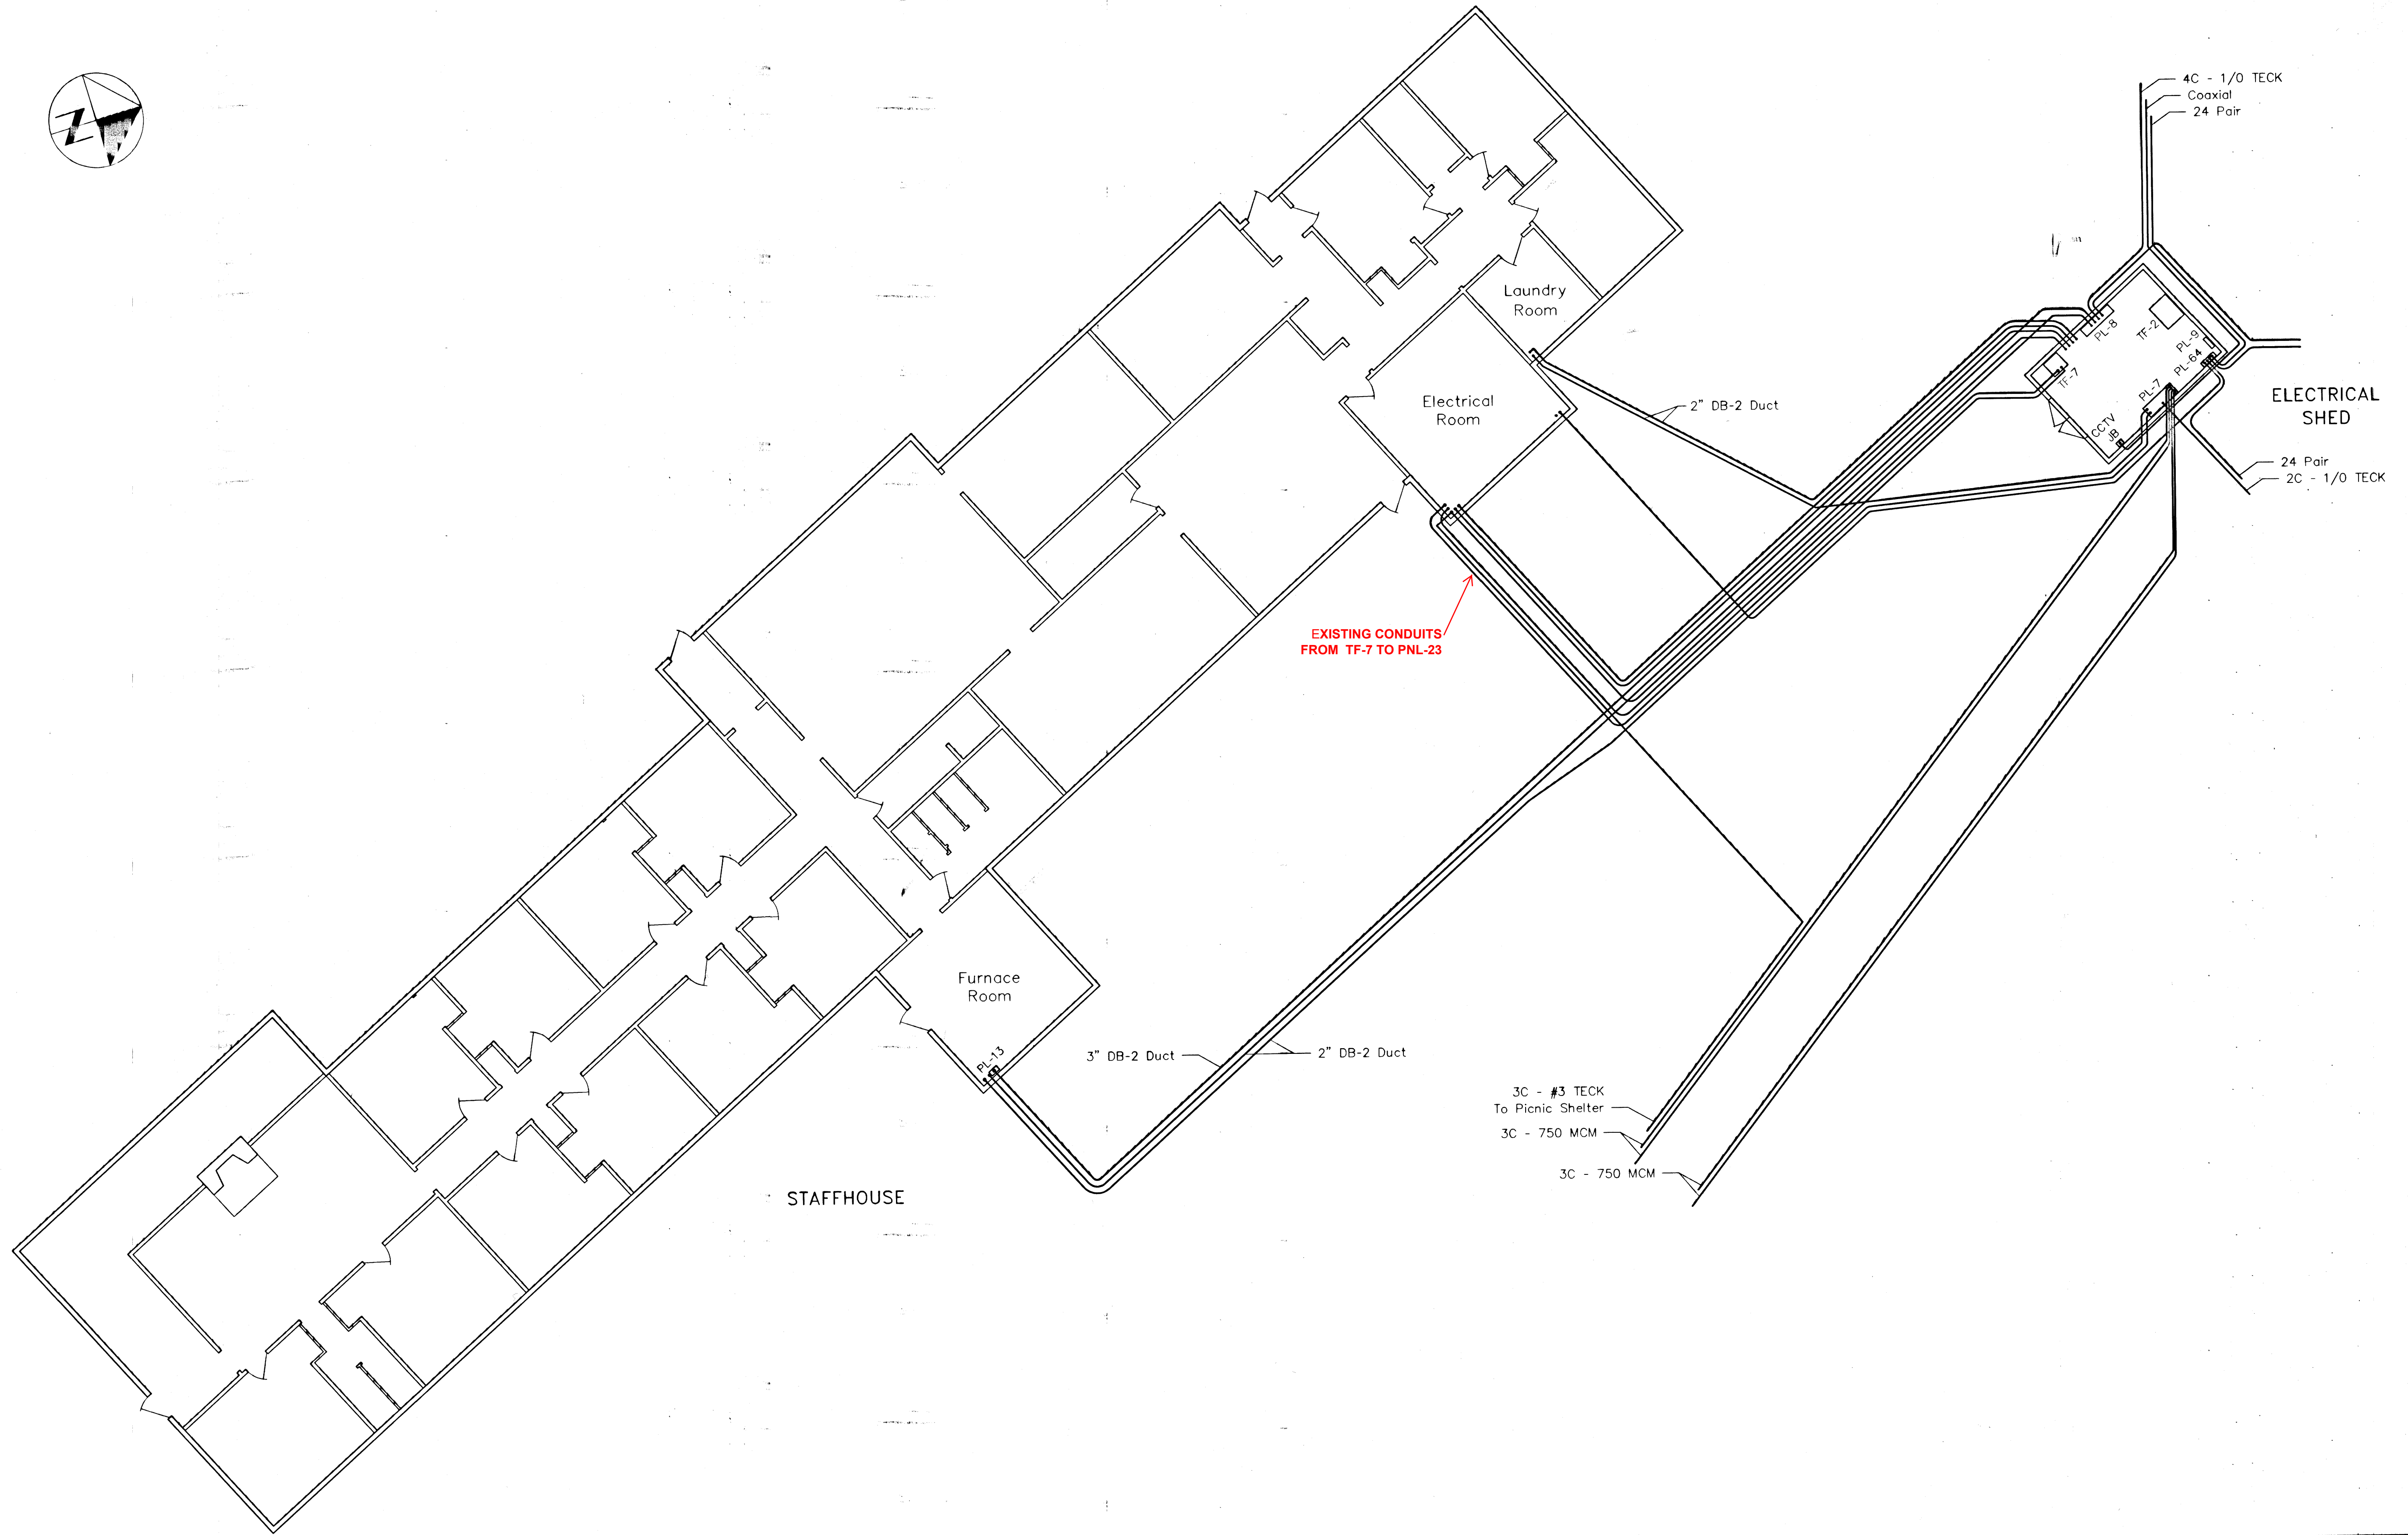 N
4C - 1/0 TECK
Coaxial
24 Pair
Laundry
Room
PL-8
TF-2
PL-9
PL-64
TF-7
PL-7
CCTV
JB
ELECTRICAL
SHED
Electrical
Room
2" DB-2 Duct
24 Pair
2C - 1/0 TECK
EXISTING CONDUITS
FROM TF-7 TO PNL-23
Furnace
Room
PL-13
3" DB-2 Duct
2" DB-2 Duct
3C - #3 TECK
To Picnic Shelter
3C - 750 MCM
3C - 750 MCM
STAFFHOUSE